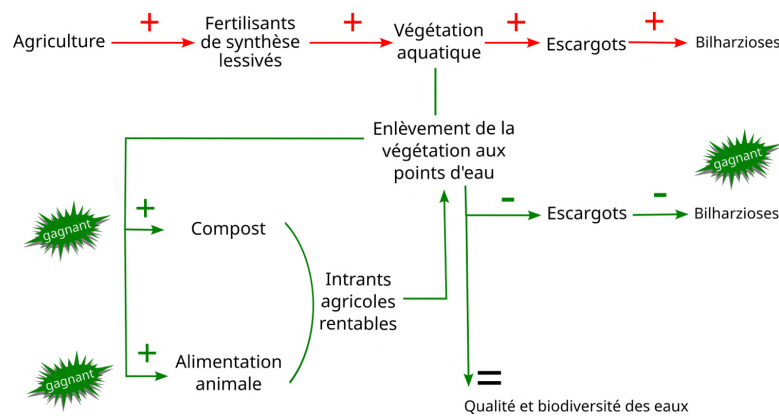 Agriculture
+
Fertilisants
de synthèse
lessivés
+
Végétation
aquatique
+
Escargots
+
Bilharzioses
Enlèvement de la
végétation aux
points d'eau
gagnant
gagnant
+
Compost
-
Escargots
-
Bilharzioses
Intrants
agricoles
rentables
gagnant
+
Alimentation
animale
=
Qualité et biodiversité des eaux